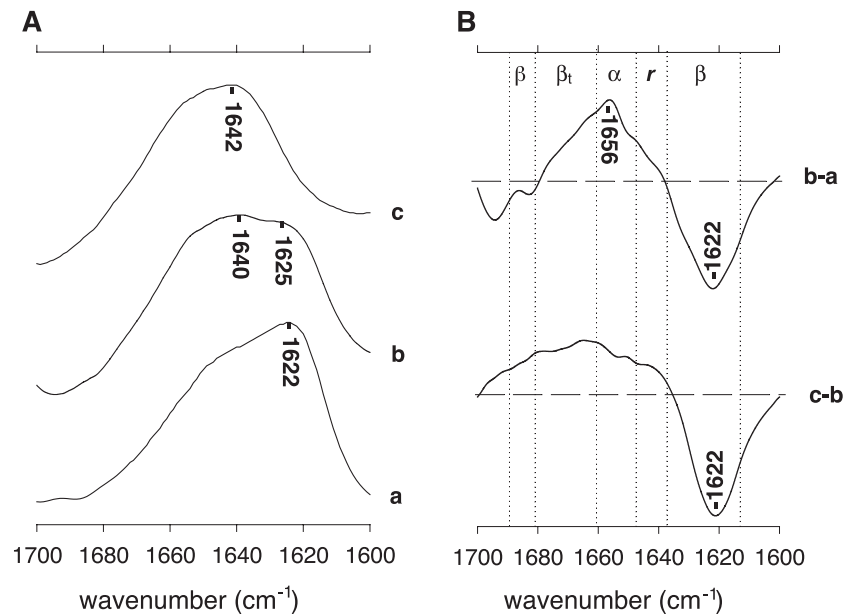 A
1642
c
1640
1625
b
1622
a
1700 1680 1660 1640 1620 1600
wavenumber (cm⁻¹)
B
β βt α r β
1656
1622
b-a
c-b
1622
1700 1680 1660 1640 1620 1600
wavenumber (cm⁻¹)